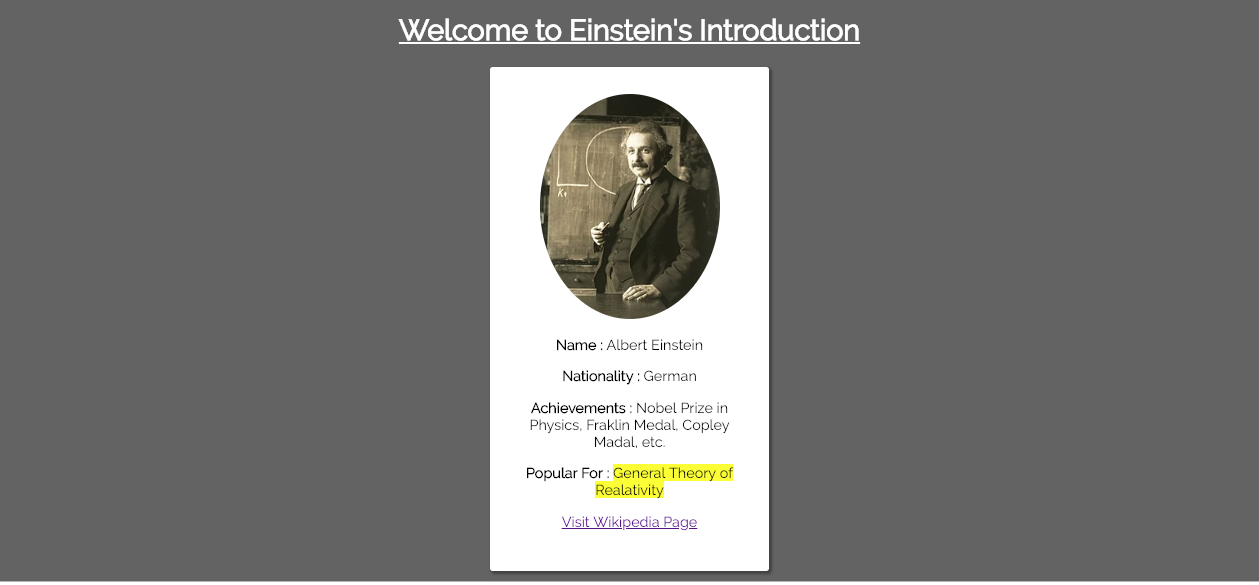 Welcome to Einstein's Introduction
Name : Albert Einstein
Nationality : German
Achievements : Nobel Prize in
Physics, Fraklin Medal, Copley
Madal, etc.
Popular For : General Theory of
Realativity
Visit Wikipedia Page